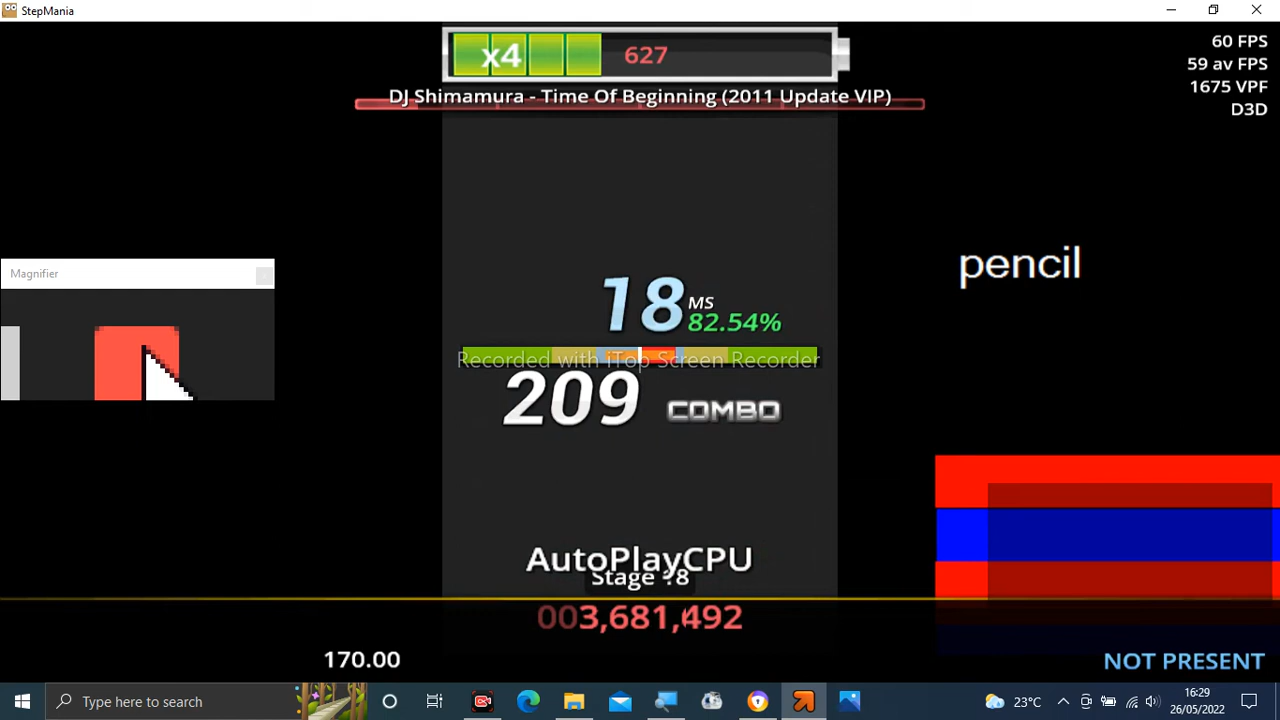 StepMania
60 FPS
59 av FPS
1675 VPF
D3D
x4 627
DJ Shimamura - Time Of Beginning (2011 Update VIP)
Magnifier
pencil
18 MS
82.54%
Recorded with iTop Screen Recorder
209 COMBO
AutoPlayCPU
Stage 18
003,681,492
170.00
NOT PRESENT
Type here to search
23°C
16:29
26/05/2022